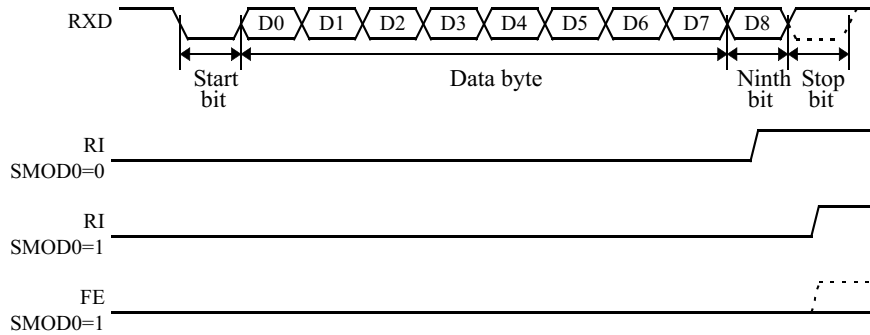 RXD D0 D1 D2 D3 D4 D5 D6 D7 D8
Start bit
Data byte
Ninth bit
Stop bit
RI
SMOD0=0
RI
SMOD0=1
FE
SMOD0=1